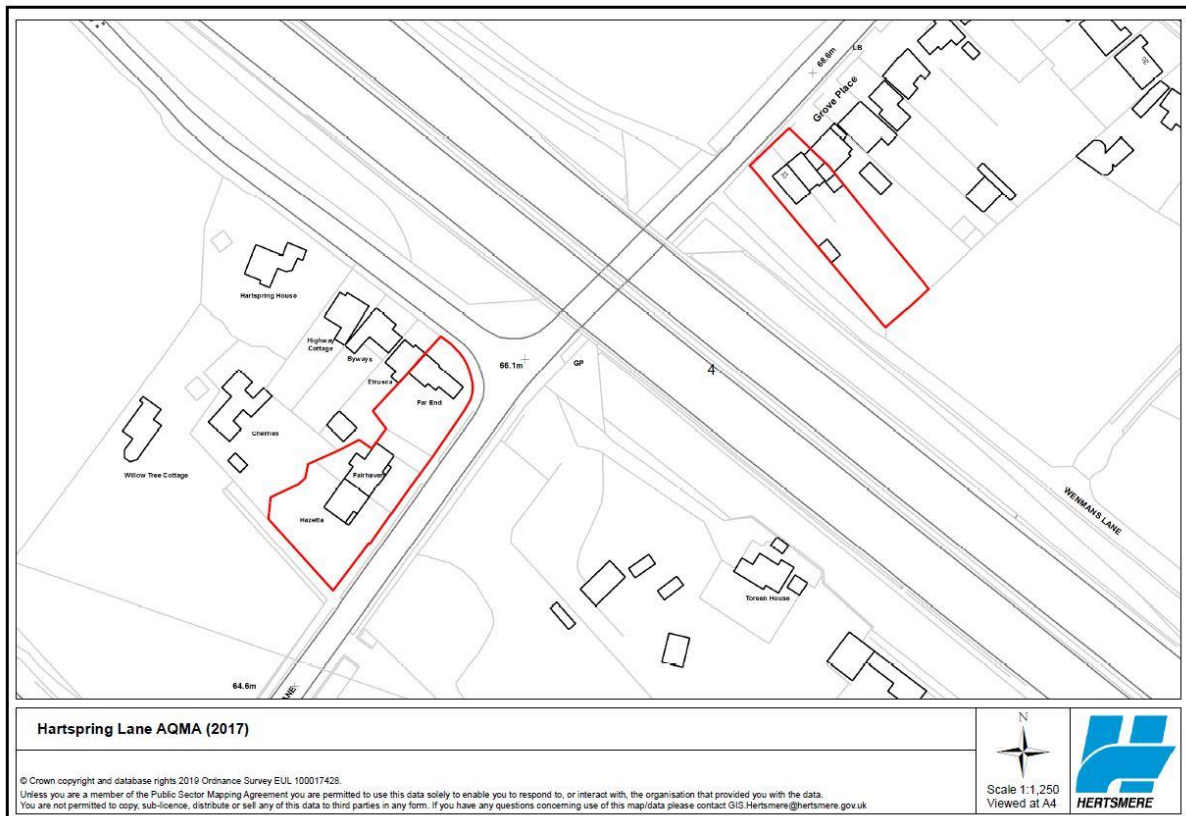 68.6m
LB
Grove Place
Hartspring House
Highway
Cottage
Byways
Etrusca
Far End
66.1m
GP
4
Cherries
Willow Tree Cottage
Fairhaven
Hazetta
WENMANS LANE
Toreen House
64.6m
Hartspring Lane AQMA (2017)
© Crown copyright and database rights 2019 Ordnance Survey EUL 100017428.
Unless you are a member of the Public Sector Mapping Agreement you are permitted to use this data solely to enable you to respond to, or interact with, the organisation that provided you with the data.
You are not permitted to copy, sub-licence, distribute or sell any of this data to third parties in any form. If you have any questions concerning use of this map/data please contact GIS.Hertsmere@hertsmere.gov.uk
N
Scale 1:1,250
Viewed at A4
HERTSMERE